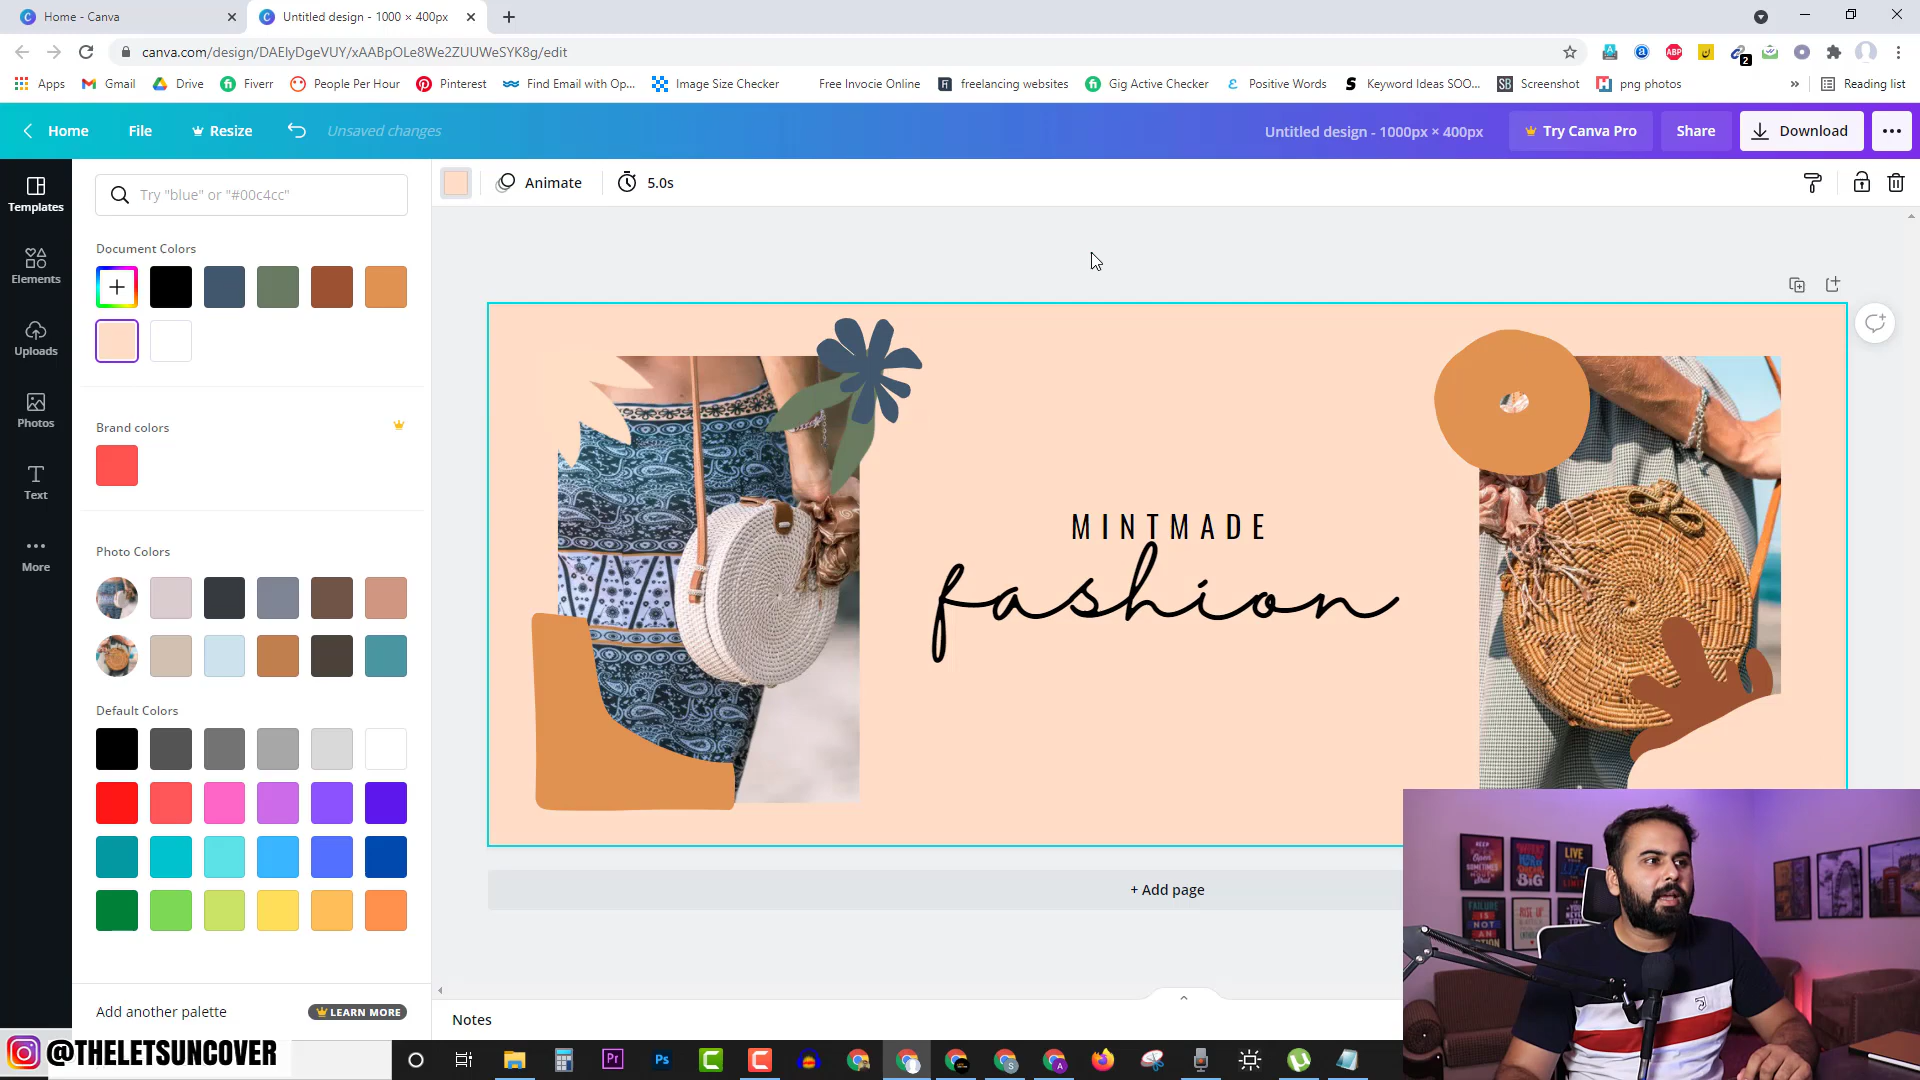 Home - Canva
Untitled design - 1000 × 400px
canva.com/design/DAElyDgeVUY/xAABpOLe8We2ZUUWeSYK8g/edit
Apps
Gmail
Drive
Fiverr
People Per Hour
Pinterest
Find Email with Op...
Image Size Checker
Free Invocie Online
freelancing websites
Gig Active Checker
Positive Words
Keyword Ideas SOO...
Screenshot
png photos
Reading list
Home
File
Resize
Unsaved changes
Untitled design - 1000px × 400px
Try Canva Pro
Share
Download
Templates
Elements
Uploads
Photos
Text
More
Try "blue" or "#00c4cc"
Animate
5.0s
Document Colors
Brand colors
Photo Colors
Default Colors
Add another palette
LEARN MORE
MINTMADE
fashion
+ Add page
Notes
@THELETSUNCOVER